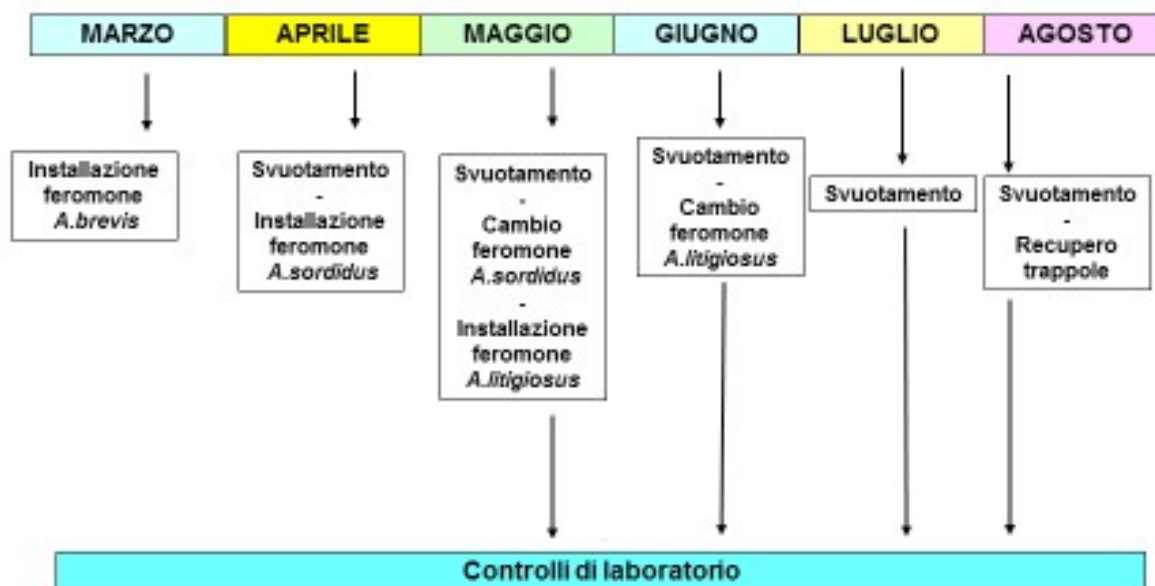 MARZO APRILE MAGGIO GIUGNO LUGLIO AGOSTO
Installazione
feromone
A.brevis
Svuotamento
-
Installazione
feromone
A.sordidus
Svuotamento
-
Cambio
feromone
A.sordidus
-
Installazione
feromone
A.litigiosus
Svuotamento
-
Cambio
feromone
A.litigiosus
Svuotamento
Svuotamento
-
Recupero
trappole
Controlli di laboratorio